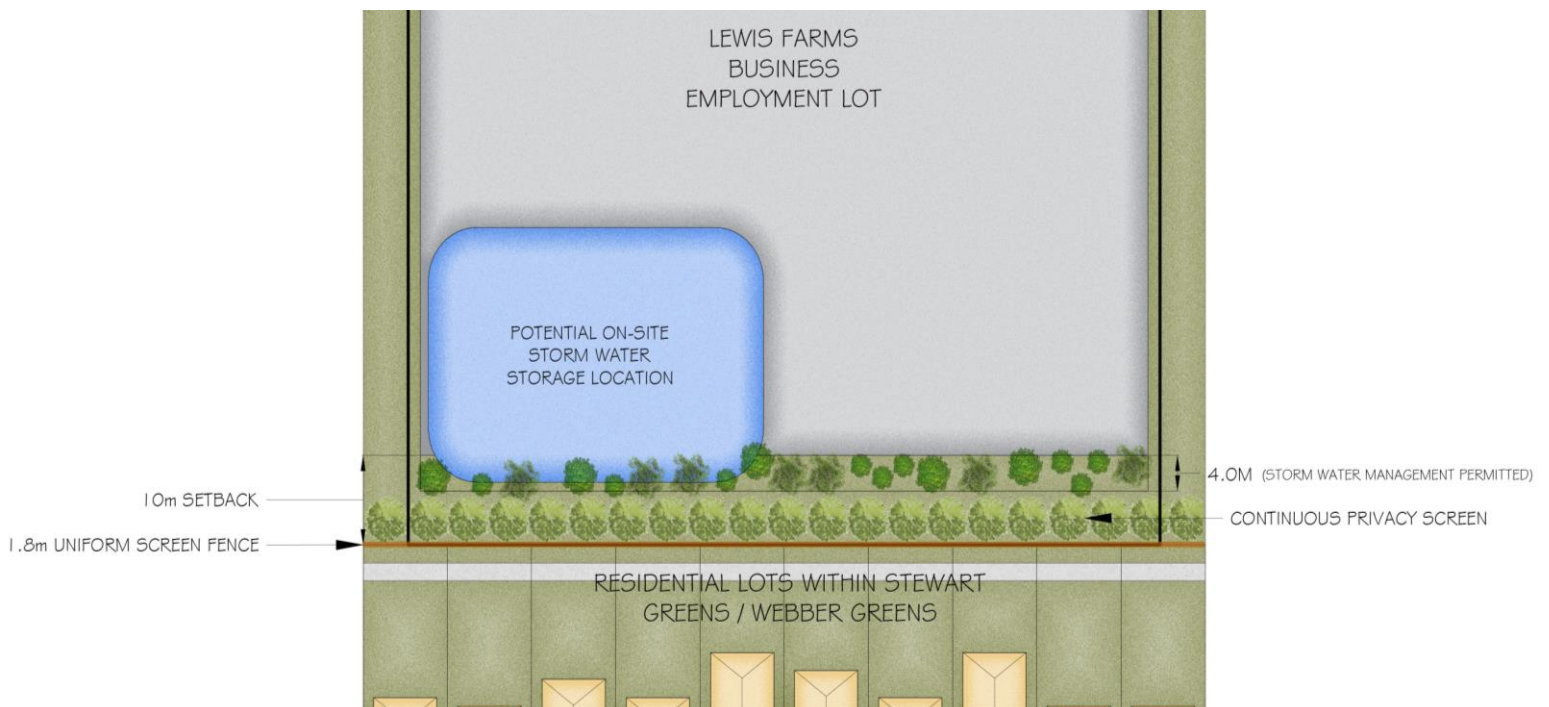 LEWIS FARMS
BUSINESS
EMPLOYMENT LOT
POTENTIAL ON-SITE
STORM WATER
STORAGE LOCATION
10m SETBACK
1.8m UNIFORM SCREEN FENCE
4.0M (STORM WATER MANAGEMENT PERMITTED)
CONTINUOUS PRIVACY SCREEN
RESIDENTIAL LOTS WITHIN STEWART
GREENS / WEBBER GREENS